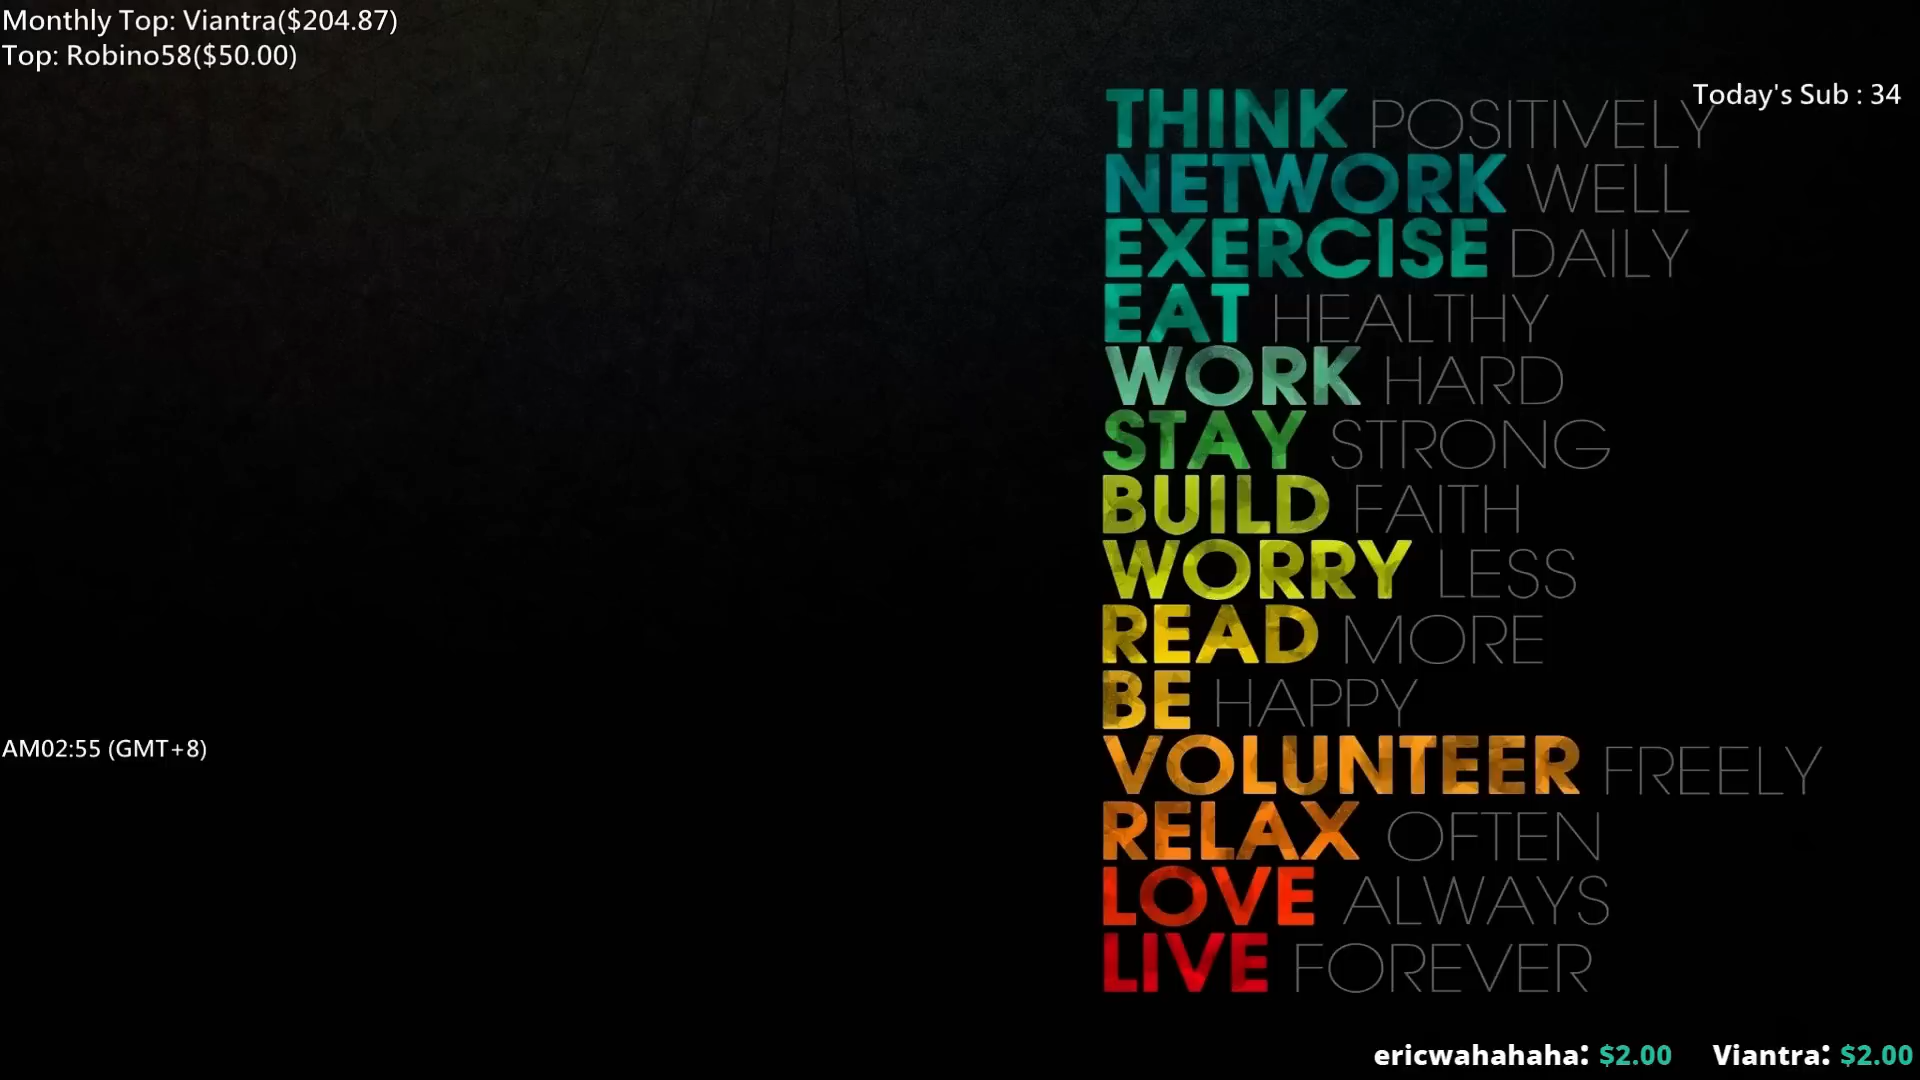 Monthly Top: Viantra($204.87)
Top: Robino58($50.00)
Today's Sub : 34
THINK POSITIVELY
NETWORK WELL
EXERCISE DAILY
EAT HEALTHY
WORK HARD
STAY STRONG
BUILD FAITH
WORRY LESS
READ MORE
BE HAPPY
AM02:55 (GMT+8)
VOLUNTEER FREELY
RELAX OFTEN
LOVE ALWAYS
LIVE FOREVER
ericwahahaha: $2.00 Viantra: $2.00